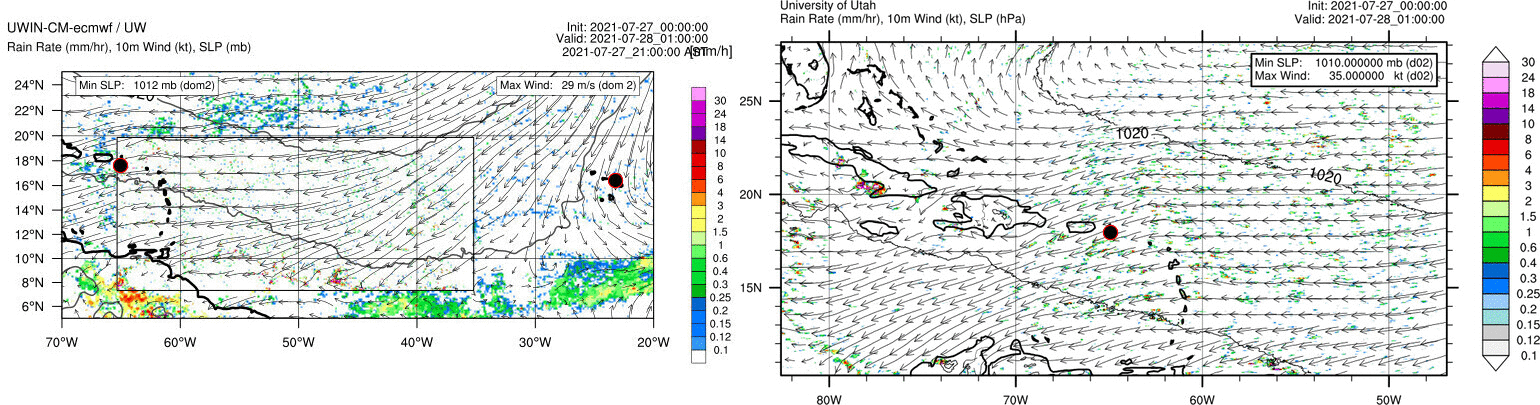 UWIN-CM-ecmwf / UW
Rain Rate (mm/hr), 10m Wind (kt), SLP (mb)
Init: 2021-07-27_00:00:00
Valid: 2021-07-28_01:00:00
2021-07-27_21:00:00 AST
[mm/h]
Min SLP: 1012 mb (dom2)
Max Wind: 29 m/s (dom 2)
24°N
22°N
20°N
18°N
16°N
14°N
12°N
10°N
8°N
6°N
70°W 60°W 50°W 40°W 30°W 20°W
30
24
18
14
10
8
6
4
3
2
1.5
1
0.6
0.4
0.3
0.25
0.2
0.15
0.12
0.1
University of Utah
Rain Rate (mm/hr), 10m Wind (kt), SLP (hPa)
Init: 2021-07-27_00:00:00
Valid: 2021-07-28_01:00:00
Min SLP: 1010.000000 mb (d02)
Max Wind: 35.000000 kt (d02)
1020
1020
25N
20N
15N
80W 70W 60W 50W
30
24
18
14
10
8
6
4
3
2
1.5
1
0.6
0.4
0.3
0.25
0.2
0.15
0.12
0.1